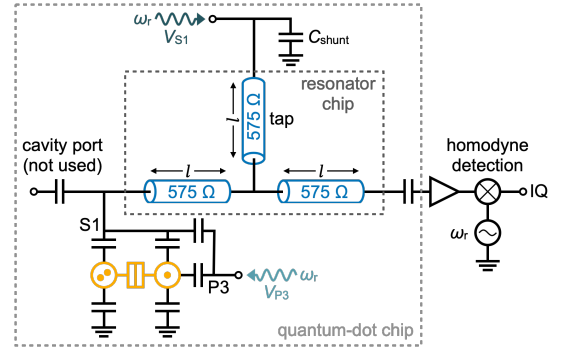 ωr
VS1
Cshunt
resonator
chip
l
575 Ω
tap
cavity port
(not used)
l
575 Ω
l
575 Ω
homodyne
detection
IQ
S1
ωr
P3
ωr
VP3
quantum-dot chip